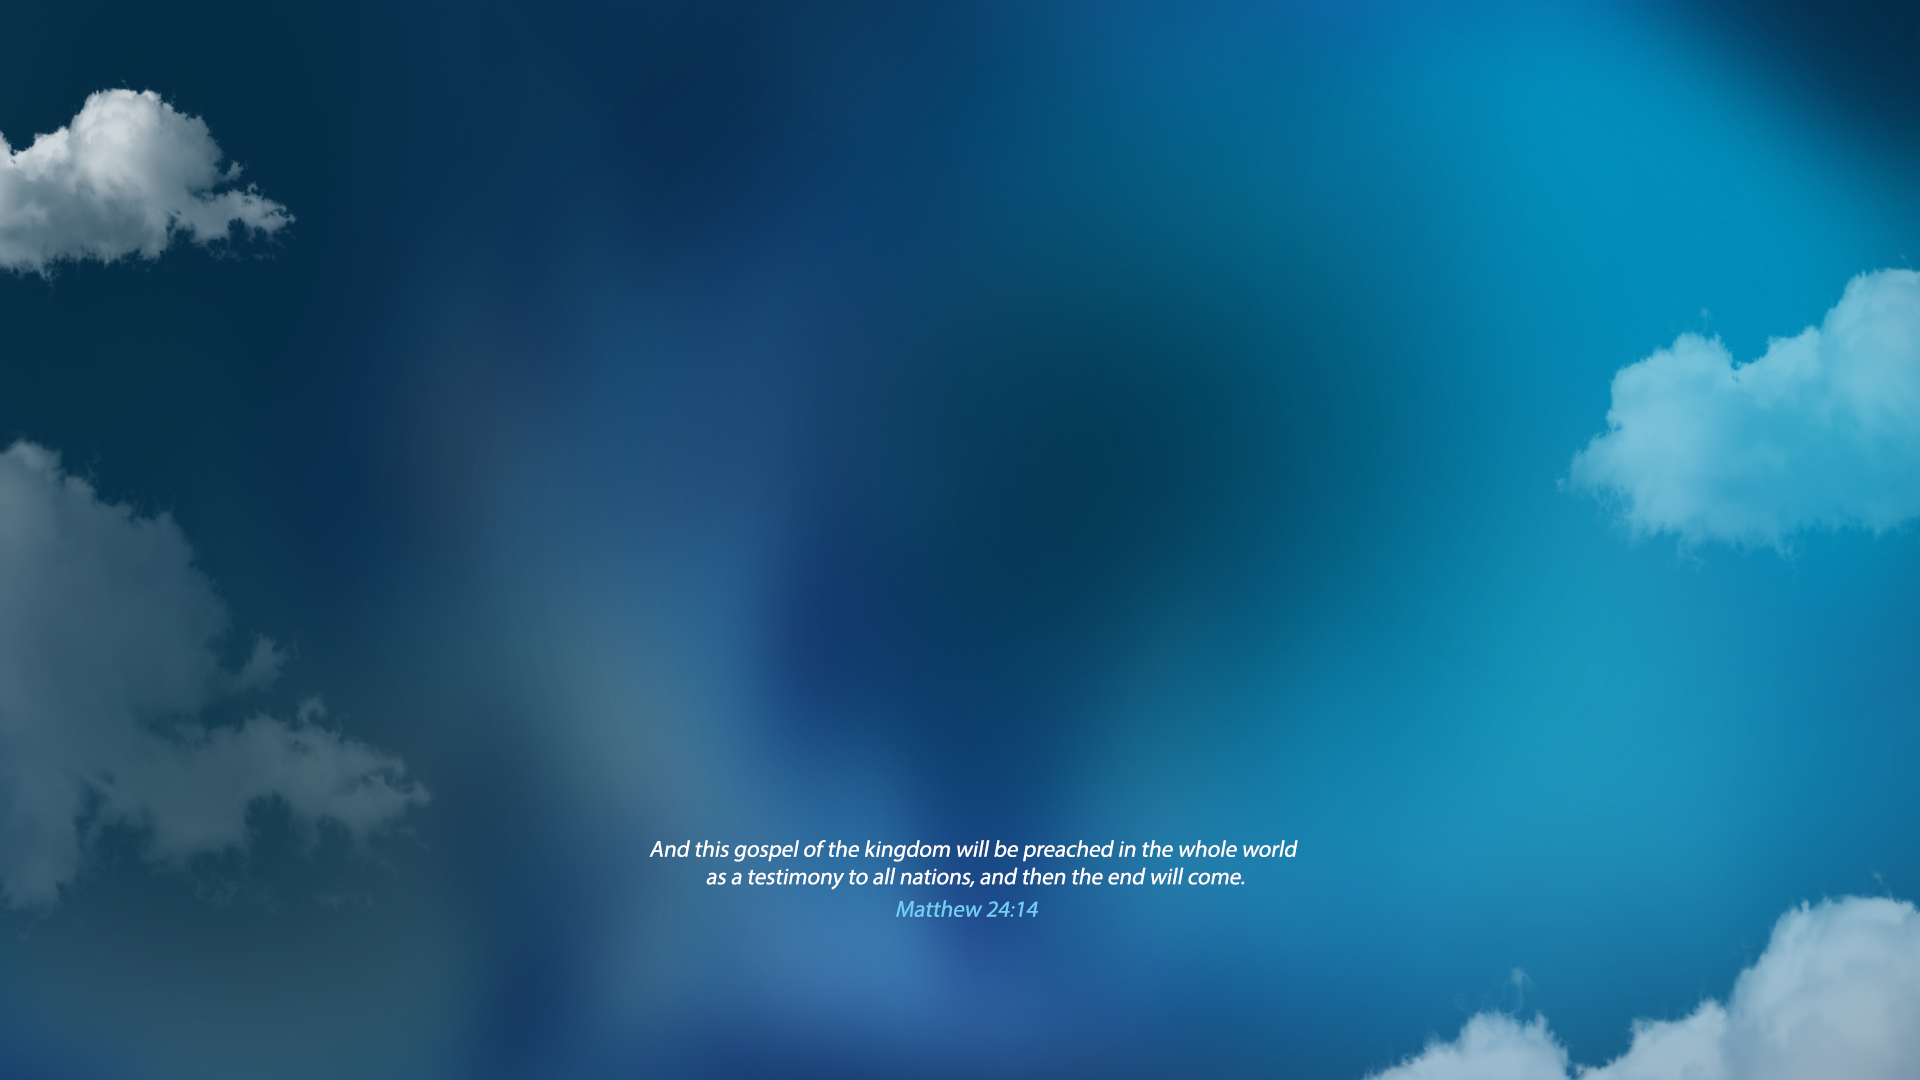 And this gospel of the kingdom will be preached in the whole world
as a testimony to all nations, and then the end will come.
Matthew 24:14